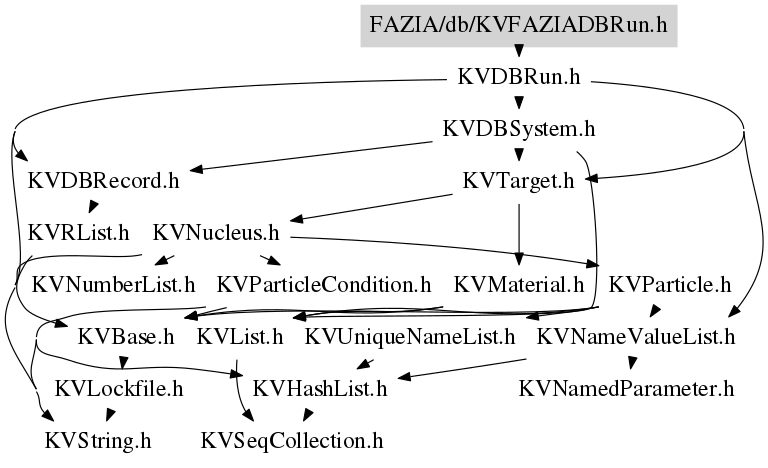 FAZIA/db/KVFAZIADBRun.h
KVDBRun.h
KVDBSystem.h
KVDBRecord.h KVTarget.h
KVRList.h KVNucleus.h
KVNumberList.h KVParticleCondition.h KVMaterial.h KVParticle.h
KVBase.h KVList.h KVUniqueNameList.h KVNameValueList.h
KVLockfile.h KVHashList.h KVNamedParameter.h
KVString.h KVSeqCollection.h